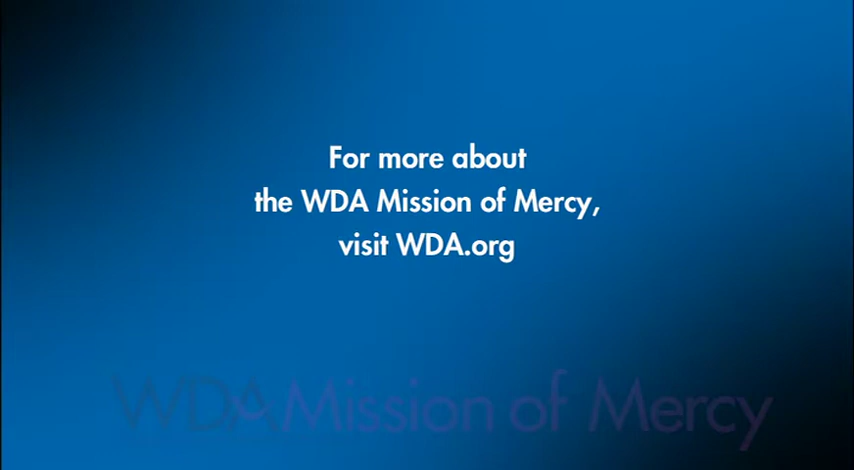 For more about
the WDA Mission of Mercy,
visit WDA.org
WDA Mission of Mercy